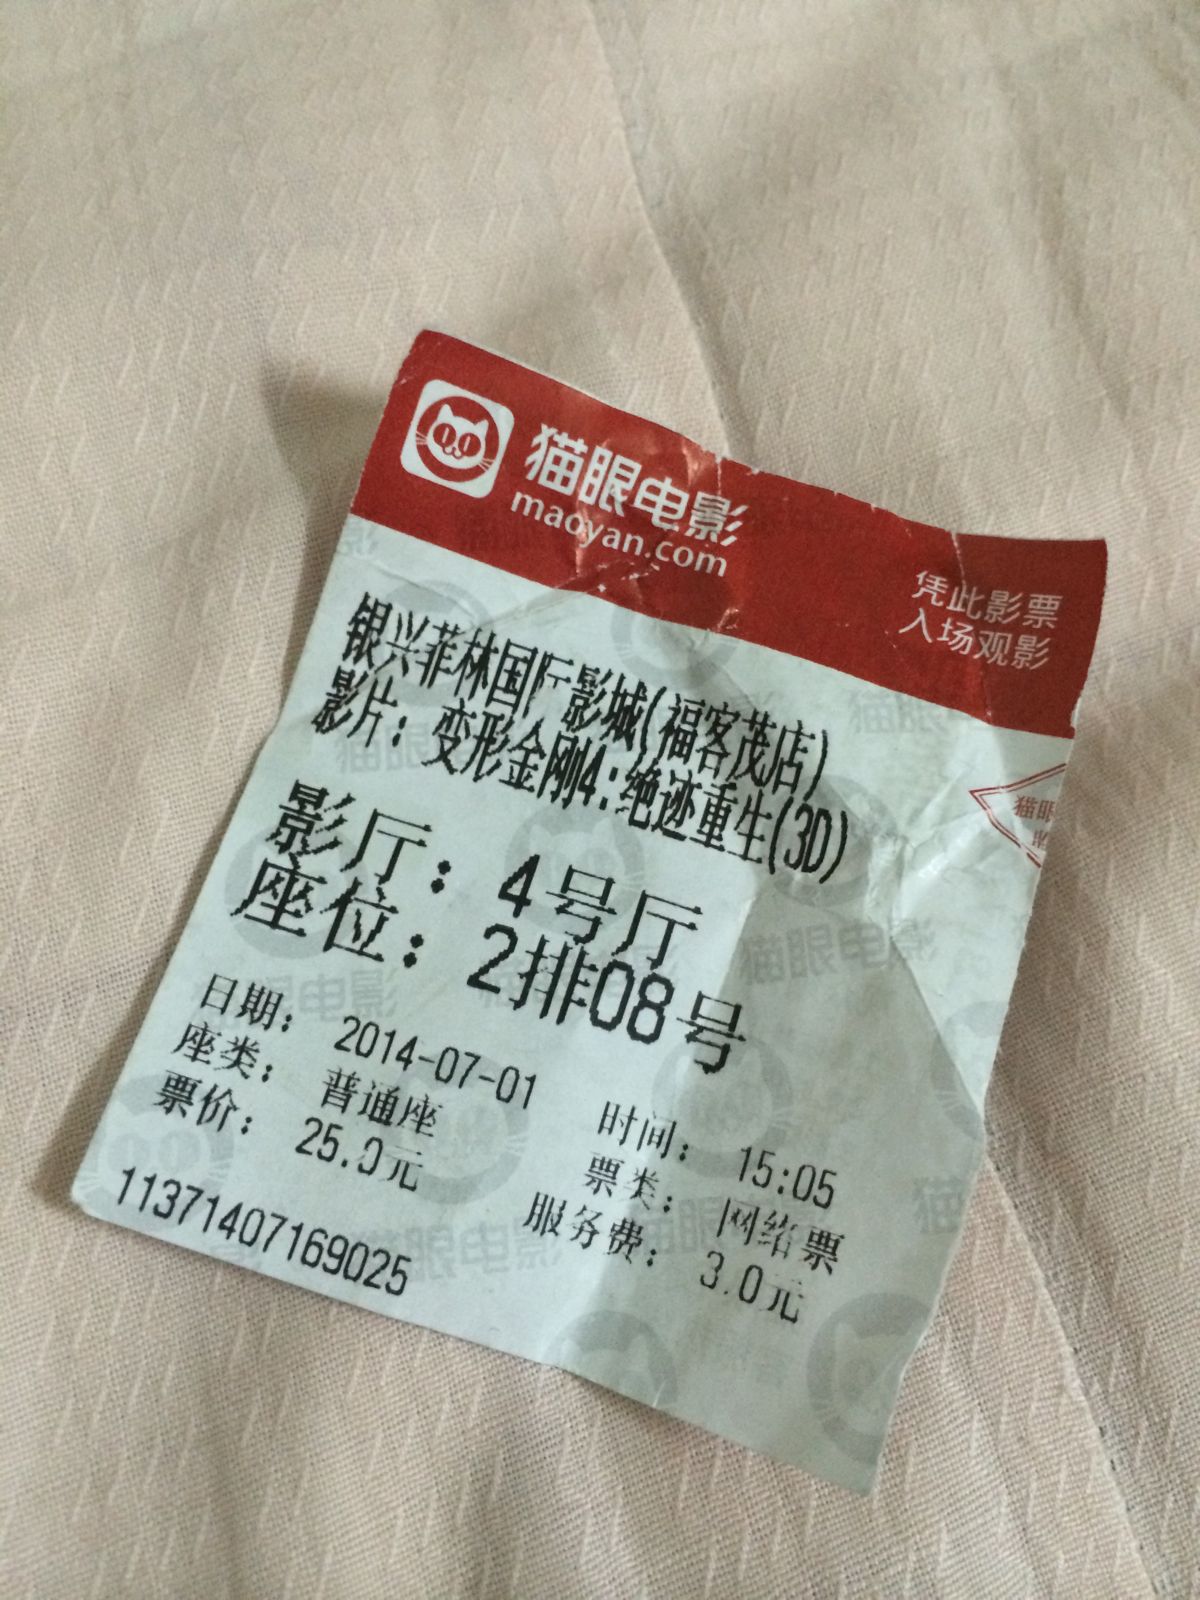 猫眼电影
maoyan.com
凭此影票
入场观影
银兴菲林国际影城(福客茂店)
影片：变形金刚4:绝迹重生(3D)
影厅：4号厅
座位：2排08号
日期：2014-07-01 时间：15:05
座类：普通座 票类：网络票
票价：25.0元 服务费：3.0元
11371407169025
猫眼